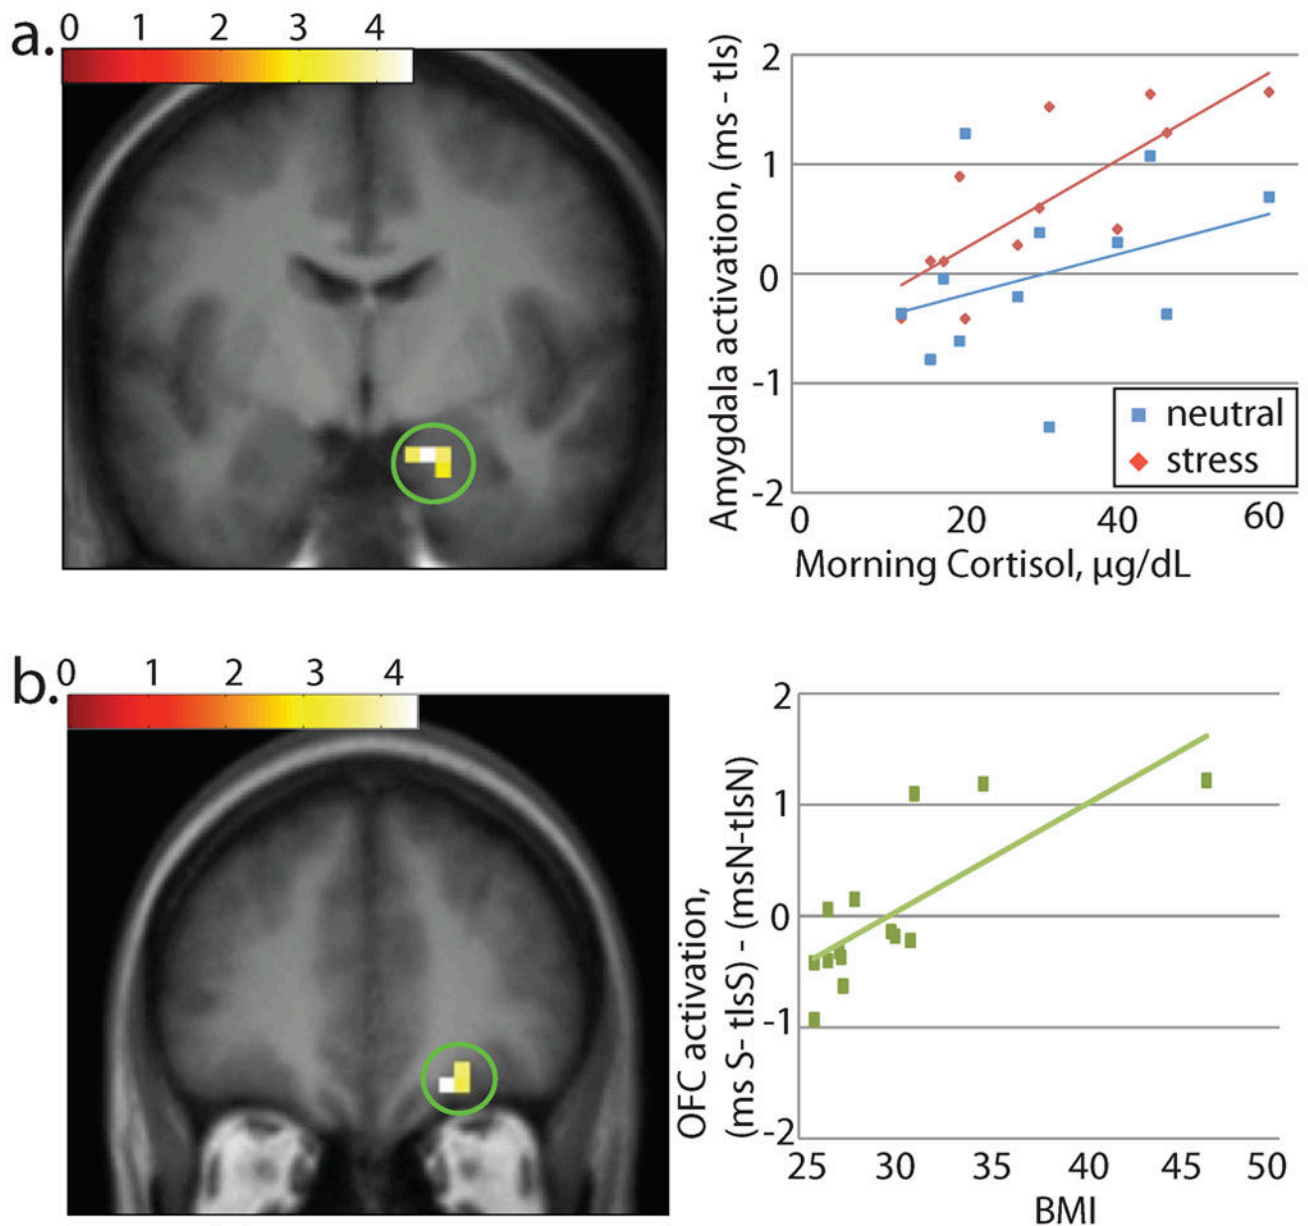 a.
0 1 2 3 4
Amygdala activation, (ms - tls)
2
1
0
-1
-2
0 20 40 60
Morning Cortisol, µg/dL
neutral
stress
b.
0 1 2 3 4
OFC activation,
(ms S- tlsS) - (msN-tlsN)
2
1
0
-1
-2
25 30 35 40 45 50
BMI